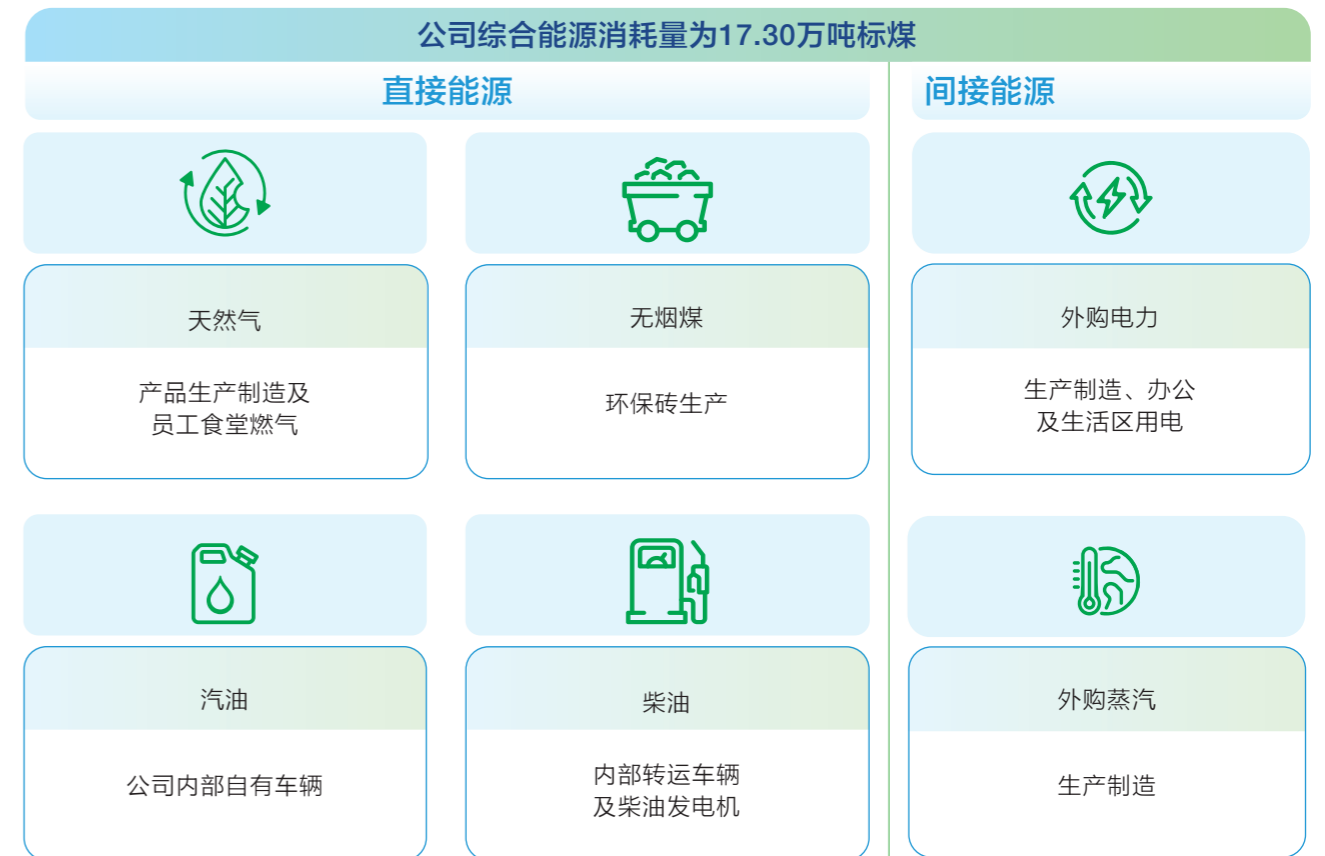 公司综合能源消耗量为17.30万吨标煤
直接能源
间接能源
天然气
产品生产制造及
员工食堂燃气
无烟煤
环保砖生产
外购电力
生产制造、办公
及生活区用电
汽油
公司内部自有车辆
柴油
内部转运车辆
及柴油发电机
外购蒸汽
生产制造